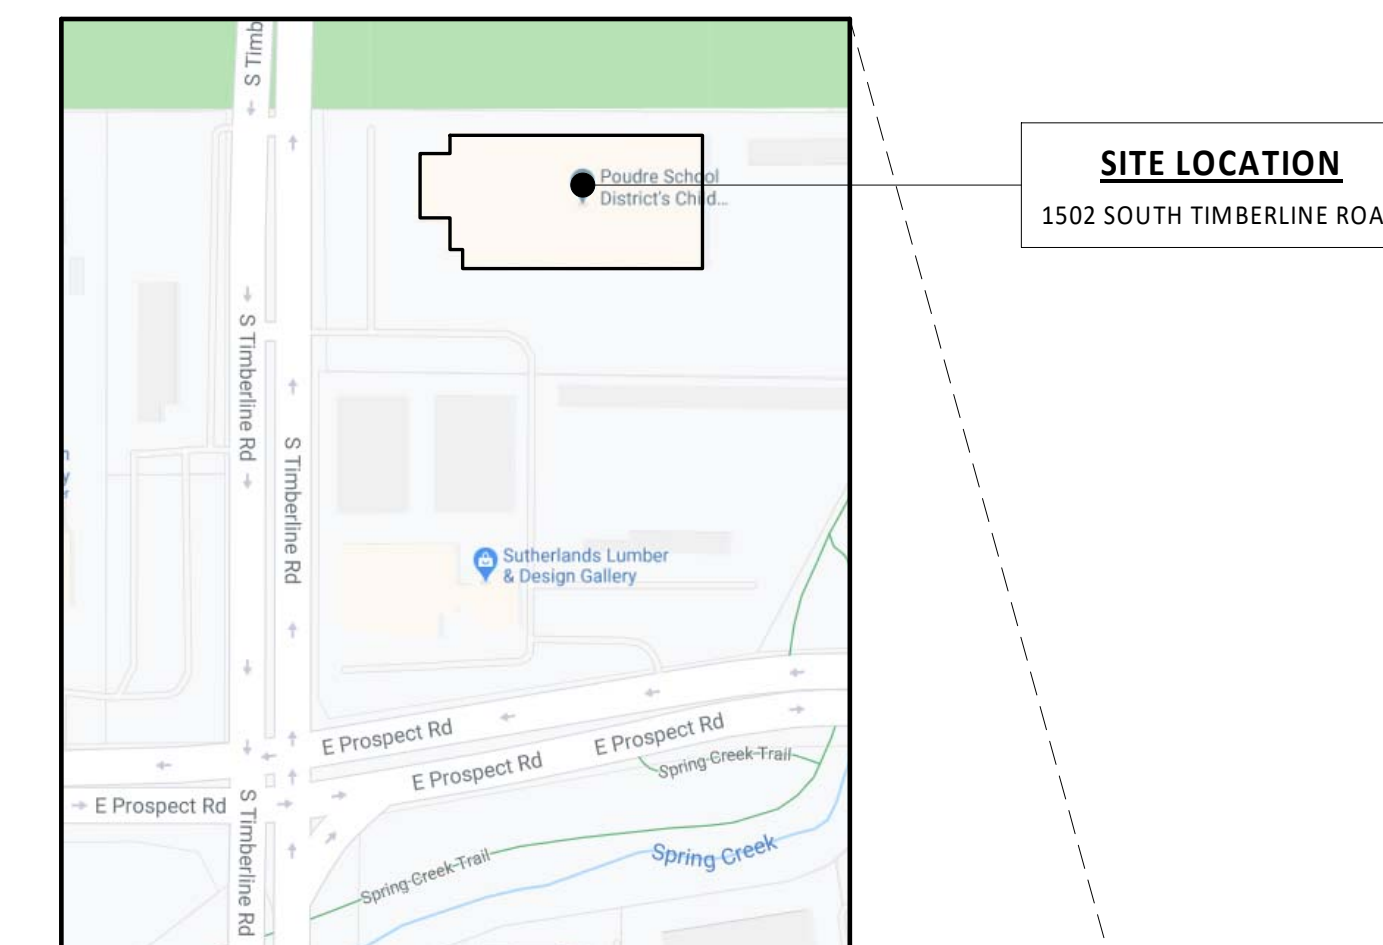 S Timb
Poudre School
District's Child...
SITE LOCATION
1502 SOUTH TIMBERLINE ROA
S Timberline Rd
S Timberline Rd
Sutherlands Lumber
& Design Gallery
E Prospect Rd
E Prospect Rd
E Prospect Rd
Spring Creek Trail
E Prospect Rd
S Timberline Rd
Spring Creek Trail
Spring Creek